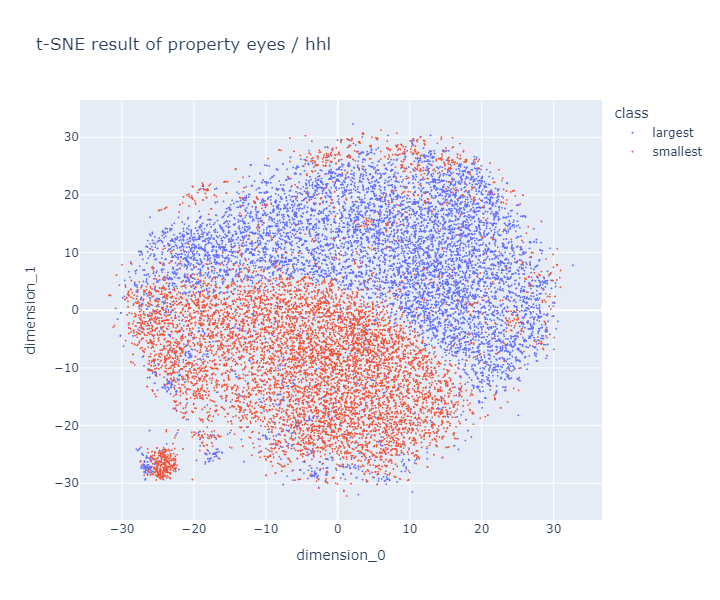 t-SNE result of property eyes / hhl
class
largest
smallest
30
20
10
0
−10
−20
−30
dimension_1
−30
−20
−10
0
10
20
30
dimension_0